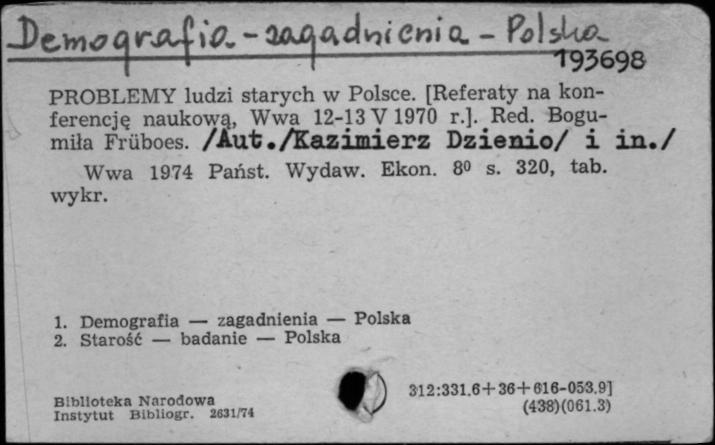 Demografia - zagadnienia - Polska
193698
PROBLEMY ludzi starych w Polsce. [Referaty na kon-
ferencję naukową, Wwa 12-13 V 1970 r.]. Red. Bogu-
miła Früboes. /Aut./Kazimierz Dzienio/ i in./
Wwa 1974 Państ. Wydaw. Ekon. 8⁰ s. 320, tab.
wykr.
1. Demografia — zagadnienia — Polska
2. Starość — badanie — Polska
312:331.6+36+616-053.9]
Biblioteka Narodowa
(438)(061.3)
Instytut Bibliogr. 2631/74